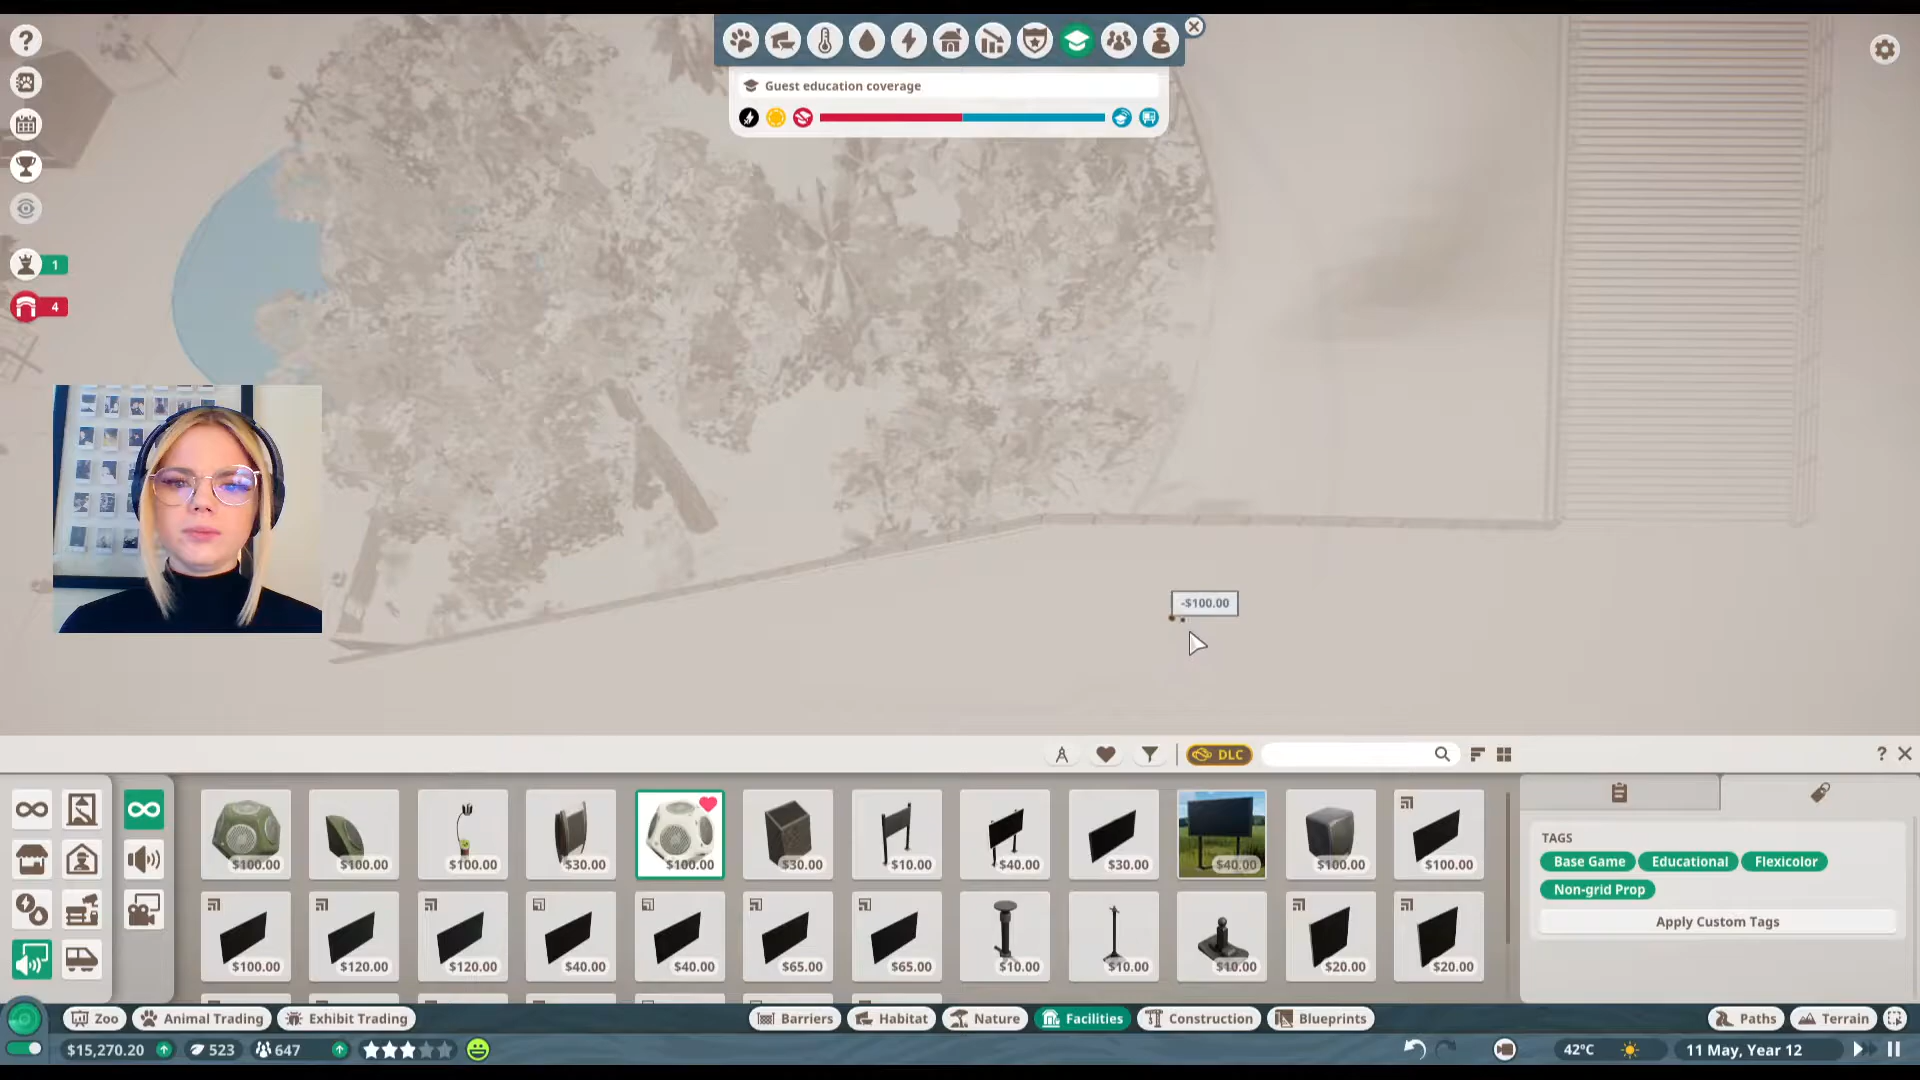 Guest education coverage
1
4
-$100.00
DLC
$100.00 $100.00 $100.00 $30.00 $100.00 $30.00 $10.00 $40.00 $30.00 $40.00 $100.00 $100.00
$100.00 $120.00 $120.00 $40.00 $40.00 $65.00 $65.00 $10.00 $10.00 $10.00 $20.00 $20.00
TAGS
Base Game Educational Flexicolor
Non-grid Prop
Apply Custom Tags
Zoo Animal Trading Exhibit Trading Barriers Habitat Nature Facilities Construction Blueprints Paths Terrain
$15,270.20 523 647 42°C 11 May, Year 12